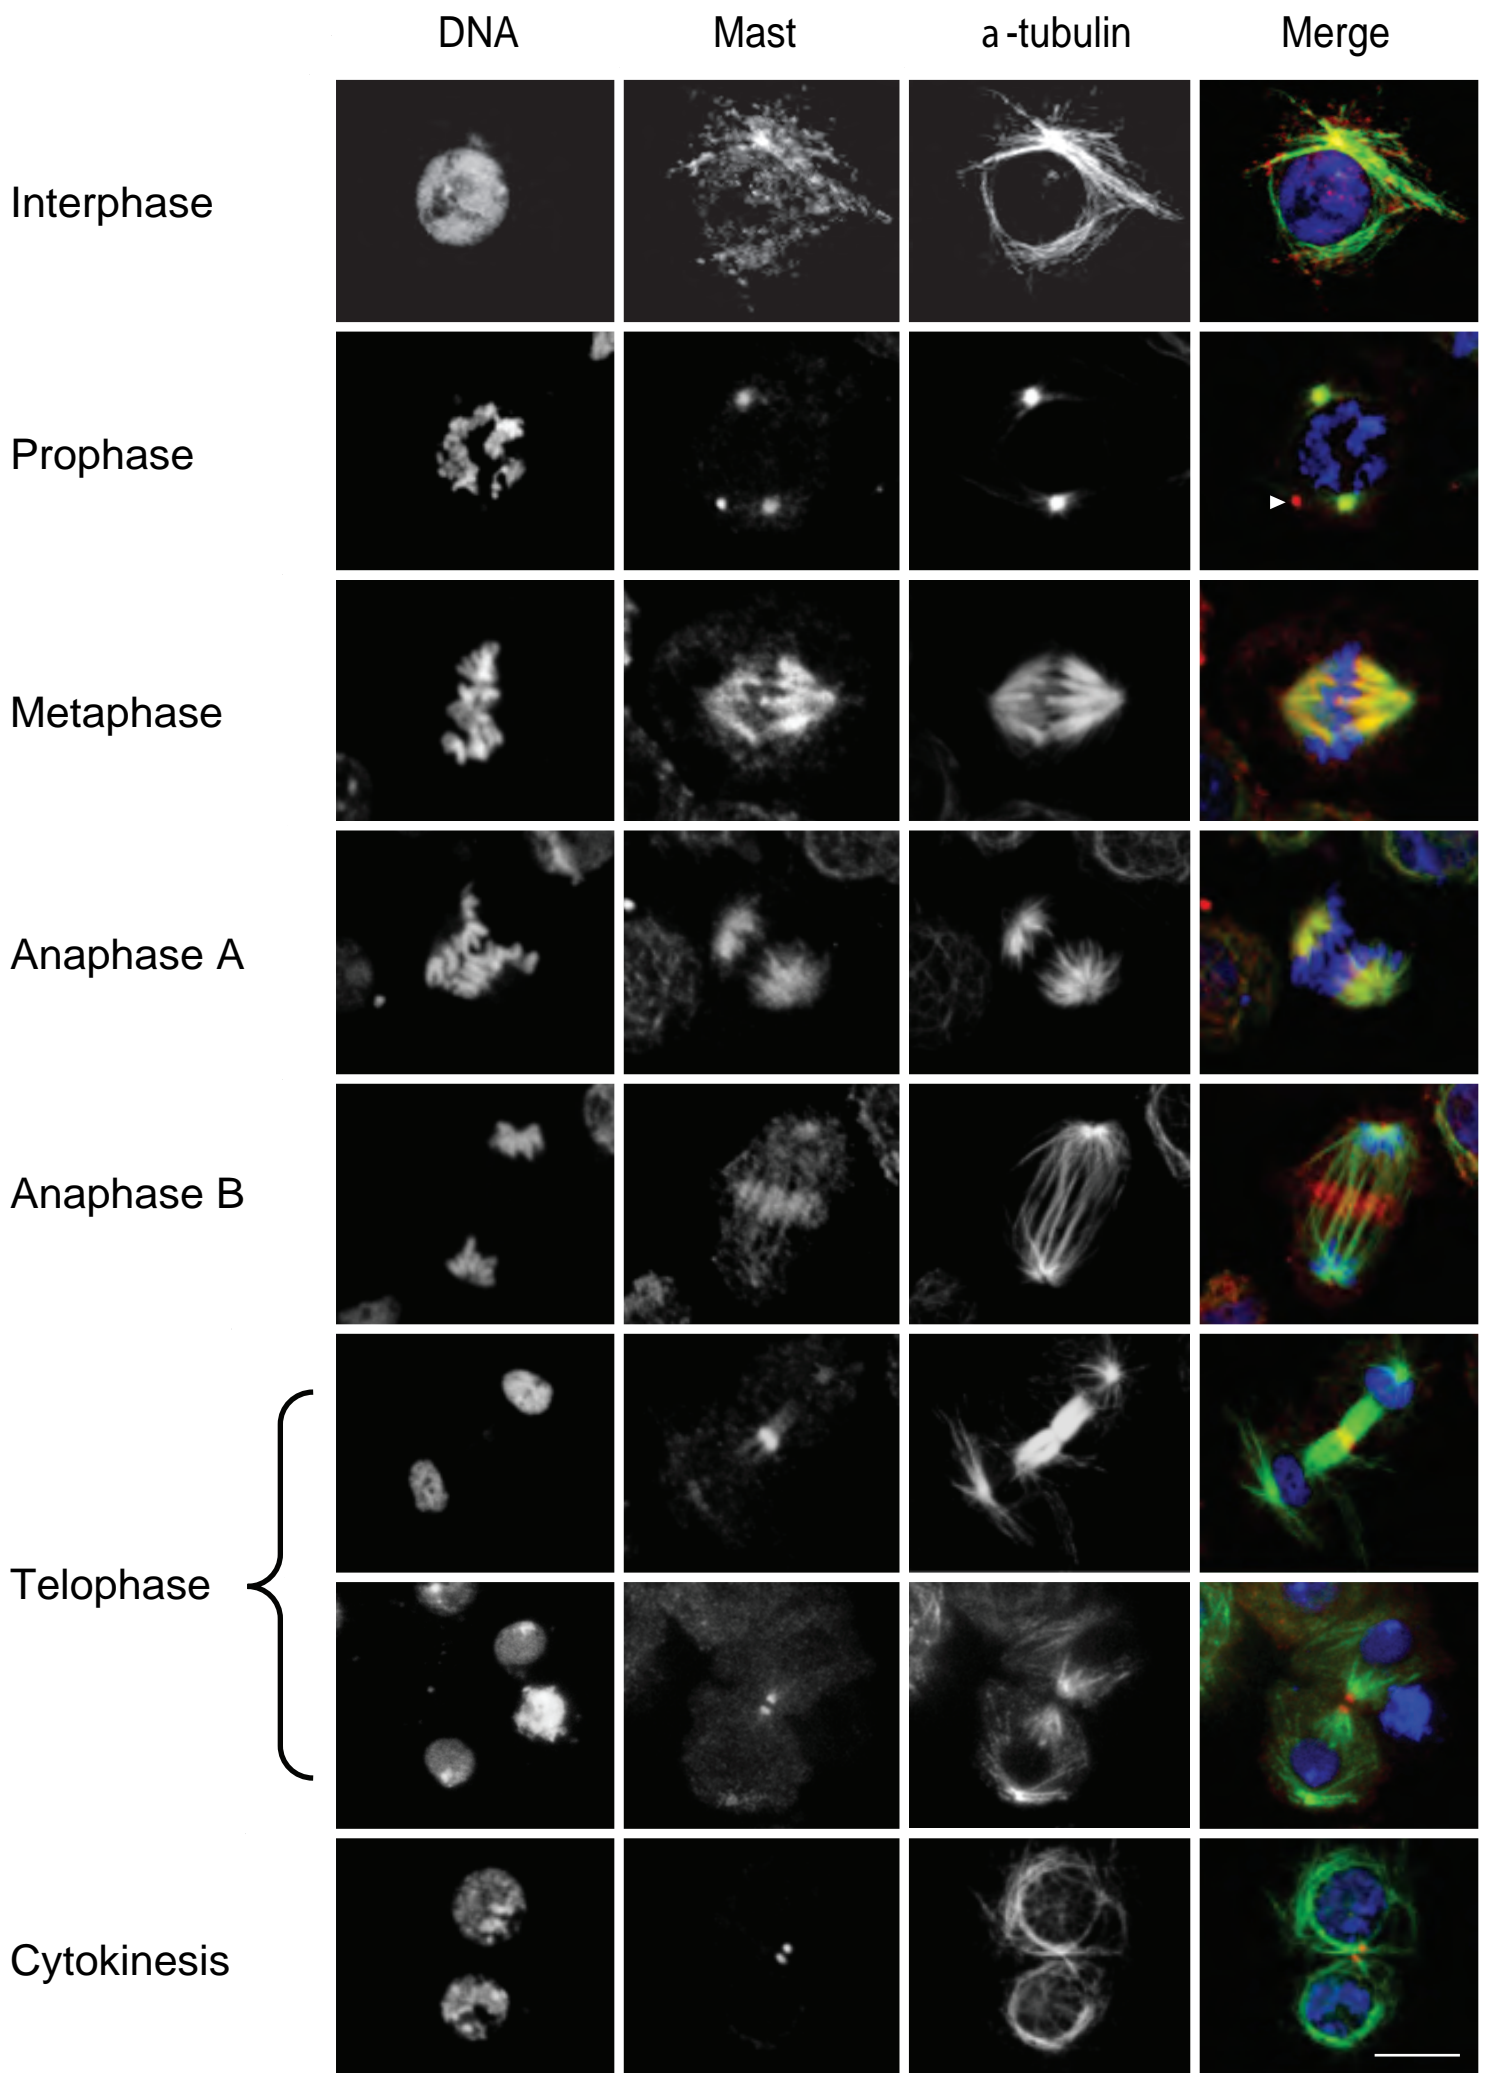 DNA Mast a-tubulin Merge
Interphase
Prophase
Metaphase
Anaphase A
Anaphase B
Telophase
Cytokinesis